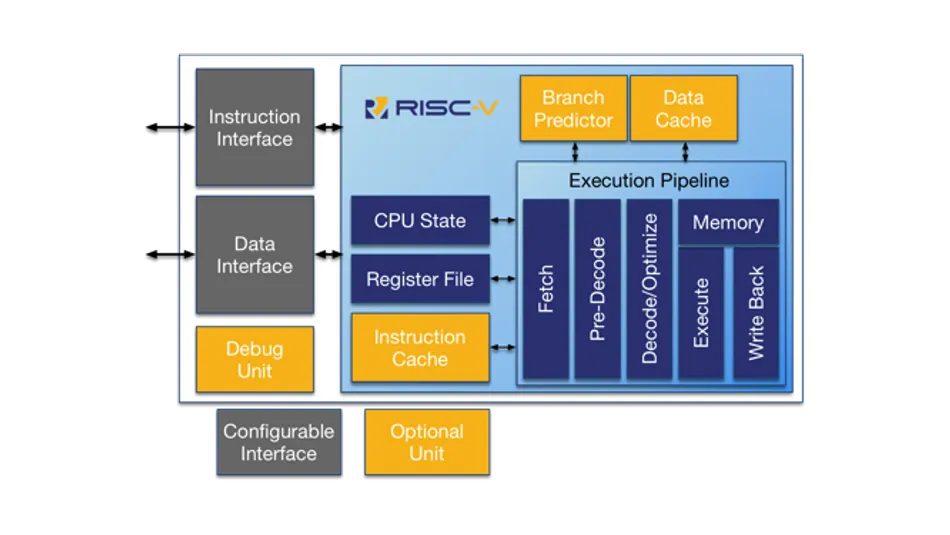 Instruction
Interface
RISC-V
Branch
Predictor
Data
Cache
Execution Pipeline
CPU State
Memory
Data
Interface
Register File
Fetch
Pre-Decode
Decode/Optimize
Execute
Write Back
Instruction
Cache
Debug
Unit
Configurable
Interface
Optional
Unit